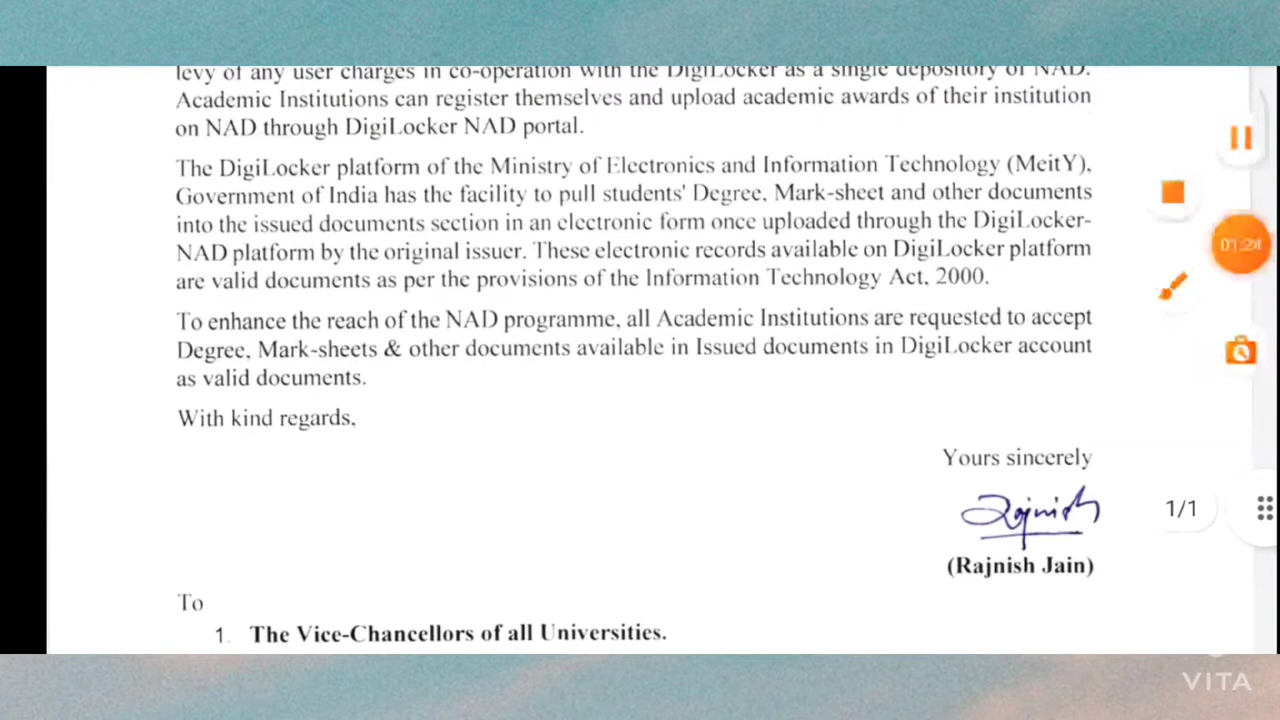 levy of any user charges in co-operation with the DigiLocker as a single depository of NAD.
Academic Institutions can register themselves and upload academic awards of their institution
on NAD through DigiLocker NAD portal.
The DigiLocker platform of the Ministry of Electronics and Information Technology (MeitY),
Government of India has the facility to pull students' Degree, Mark-sheet and other documents
into the issued documents section in an electronic form once uploaded through the DigiLocker-
NAD platform by the original issuer. These electronic records available on DigiLocker platform
are valid documents as per the provisions of the Information Technology Act, 2000.
To enhance the reach of the NAD programme, all Academic Institutions are requested to accept
Degree, Mark-sheets & other documents available in Issued documents in DigiLocker account
as valid documents.
With kind regards,
Yours sincerely
Rajnish
(Rajnish Jain)
To
1. The Vice-Chancellors of all Universities.
01:24
1/1
VITA